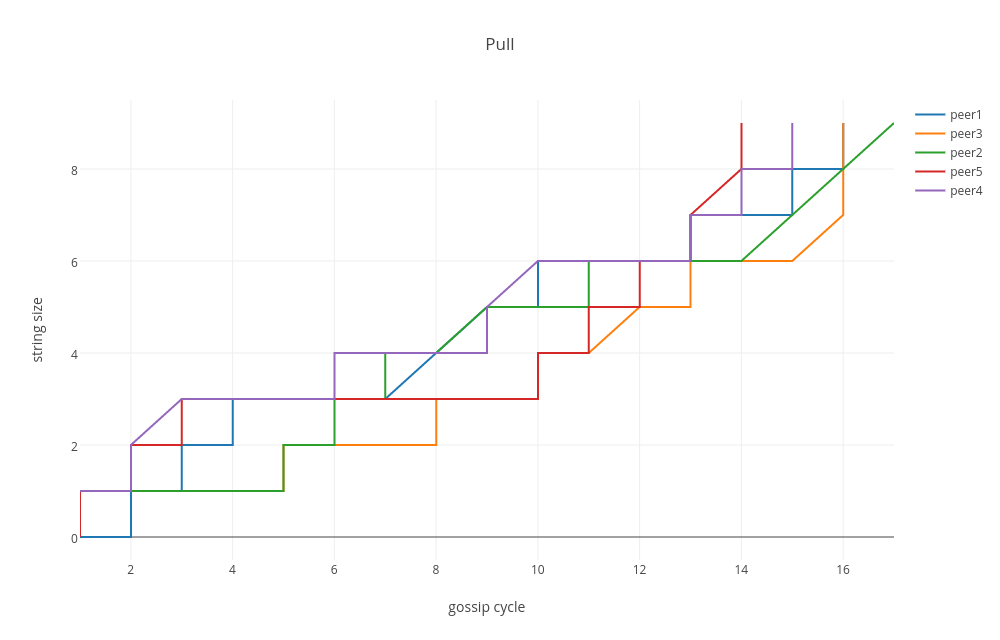 Pull
string size
8
6
4
2
0
2 4 6 8 10 12 14 16
gossip cycle
peer1
peer3
peer2
peer5
peer4